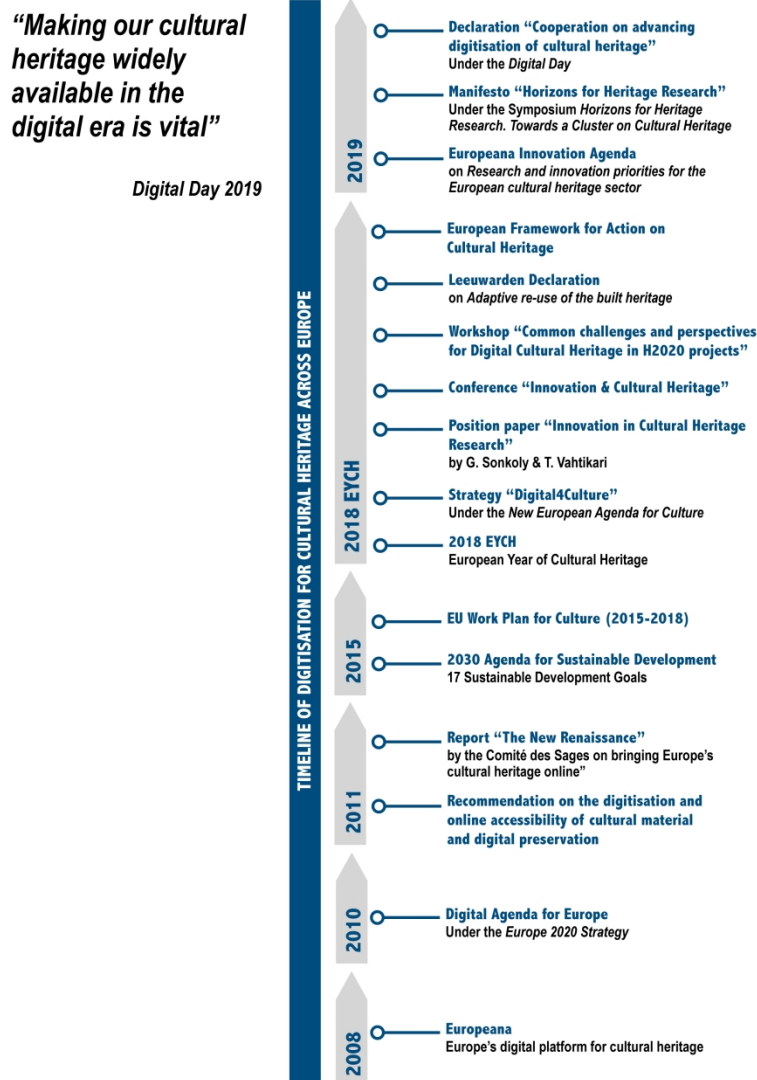 “Making our cultural
heritage widely
available in the
digital era is vital”
Digital Day 2019
TIMELINE OF DIGITISATION FOR CULTURAL HERITAGE ACROSS EUROPE
2019
Declaration “Cooperation on advancing
digitisation of cultural heritage”
Under the Digital Day
Manifesto “Horizons for Heritage Research”
Under the Symposium Horizons for Heritage
Research. Towards a Cluster on Cultural Heritage
Europeana Innovation Agenda
on Research and innovation priorities for the
European cultural heritage sector
2018 EYCH
European Framework for Action on
Cultural Heritage
Leeuwarden Declaration
on Adaptive re-use of the built heritage
Workshop “Common challenges and perspectives
for Digital Cultural Heritage in H2020 projects”
Conference “Innovation & Cultural Heritage”
Position paper “Innovation in Cultural Heritage
Research”
by G. Sonkoly & T. Vahtikari
Strategy “Digital4Culture”
Under the New European Agenda for Culture
2018 EYCH
European Year of Cultural Heritage
2015
EU Work Plan for Culture (2015-2018)
2030 Agenda for Sustainable Development
17 Sustainable Development Goals
2011
Report “The New Renaissance”
by the Comité des Sages on bringing Europe’s
cultural heritage online”
Recommendation on the digitisation and
online accessibility of cultural material
and digital preservation
2010
Digital Agenda for Europe
Under the Europe 2020 Strategy
2008
Europeana
Europe’s digital platform for cultural heritage